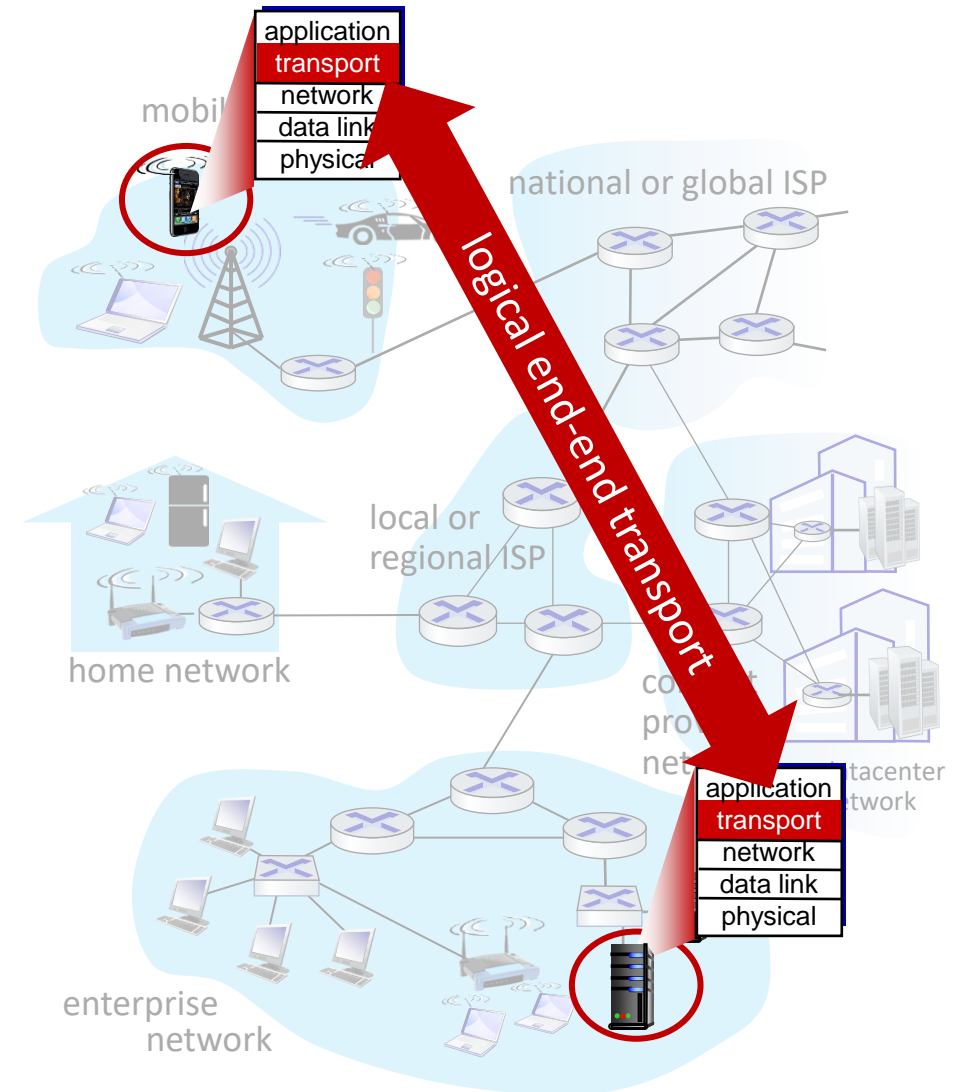 application
transport
network
data link
physical
national or global ISP
logical end-end transport
local or
regional ISP
home network
application
transport
network
data link
physical
enterprise
network